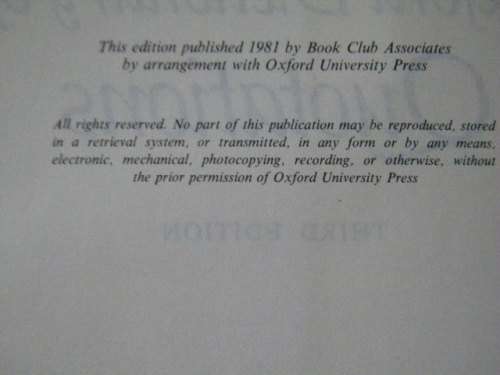 This edition published 1981 by Book Club Associates
by arrangement with Oxford University Press
All rights reserved. No part of this publication may be reproduced, stored
in a retrieval system, or transmitted, in any form or by any means,
electronic, mechanical, photocopying, recording, or otherwise, without
the prior permission of Oxford University Press
THIRD EDITION